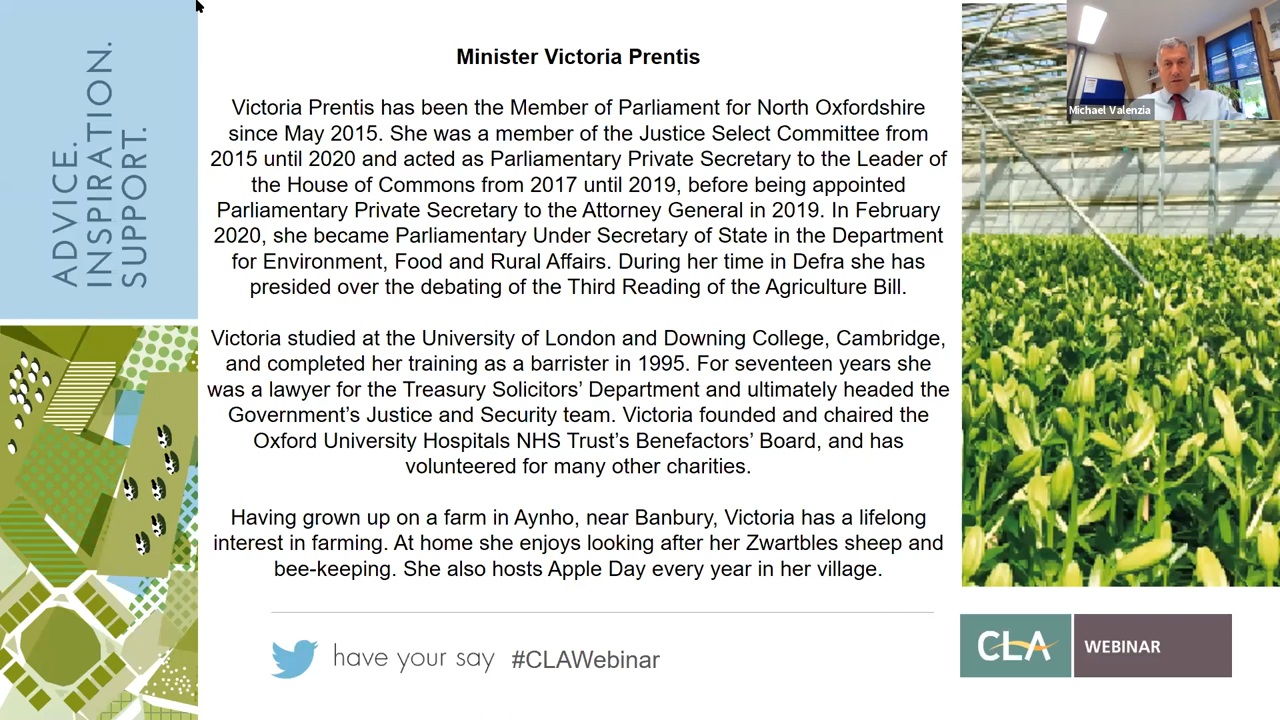 ADVICE.
INSPIRATION.
SUPPORT.
Minister Victoria Prentis
Victoria Prentis has been the Member of Parliament for North Oxfordshire
since May 2015. She was a member of the Justice Select Committee from
2015 until 2020 and acted as Parliamentary Private Secretary to the Leader of
the House of Commons from 2017 until 2019, before being appointed
Parliamentary Private Secretary to the Attorney General in 2019. In February
2020, she became Parliamentary Under Secretary of State in the Department
for Environment, Food and Rural Affairs. During her time in Defra she has
presided over the debating of the Third Reading of the Agriculture Bill.
Victoria studied at the University of London and Downing College, Cambridge,
and completed her training as a barrister in 1995. For seventeen years she
was a lawyer for the Treasury Solicitors’ Department and ultimately headed the
Government’s Justice and Security team. Victoria founded and chaired the
Oxford University Hospitals NHS Trust’s Benefactors’ Board, and has
volunteered for many other charities.
Having grown up on a farm in Aynho, near Banbury, Victoria has a lifelong
interest in farming. At home she enjoys looking after her Zwartbles sheep and
bee-keeping. She also hosts Apple Day every year in her village.
have your say #CLAWebinar
Michael Valenzia
CLA WEBINAR